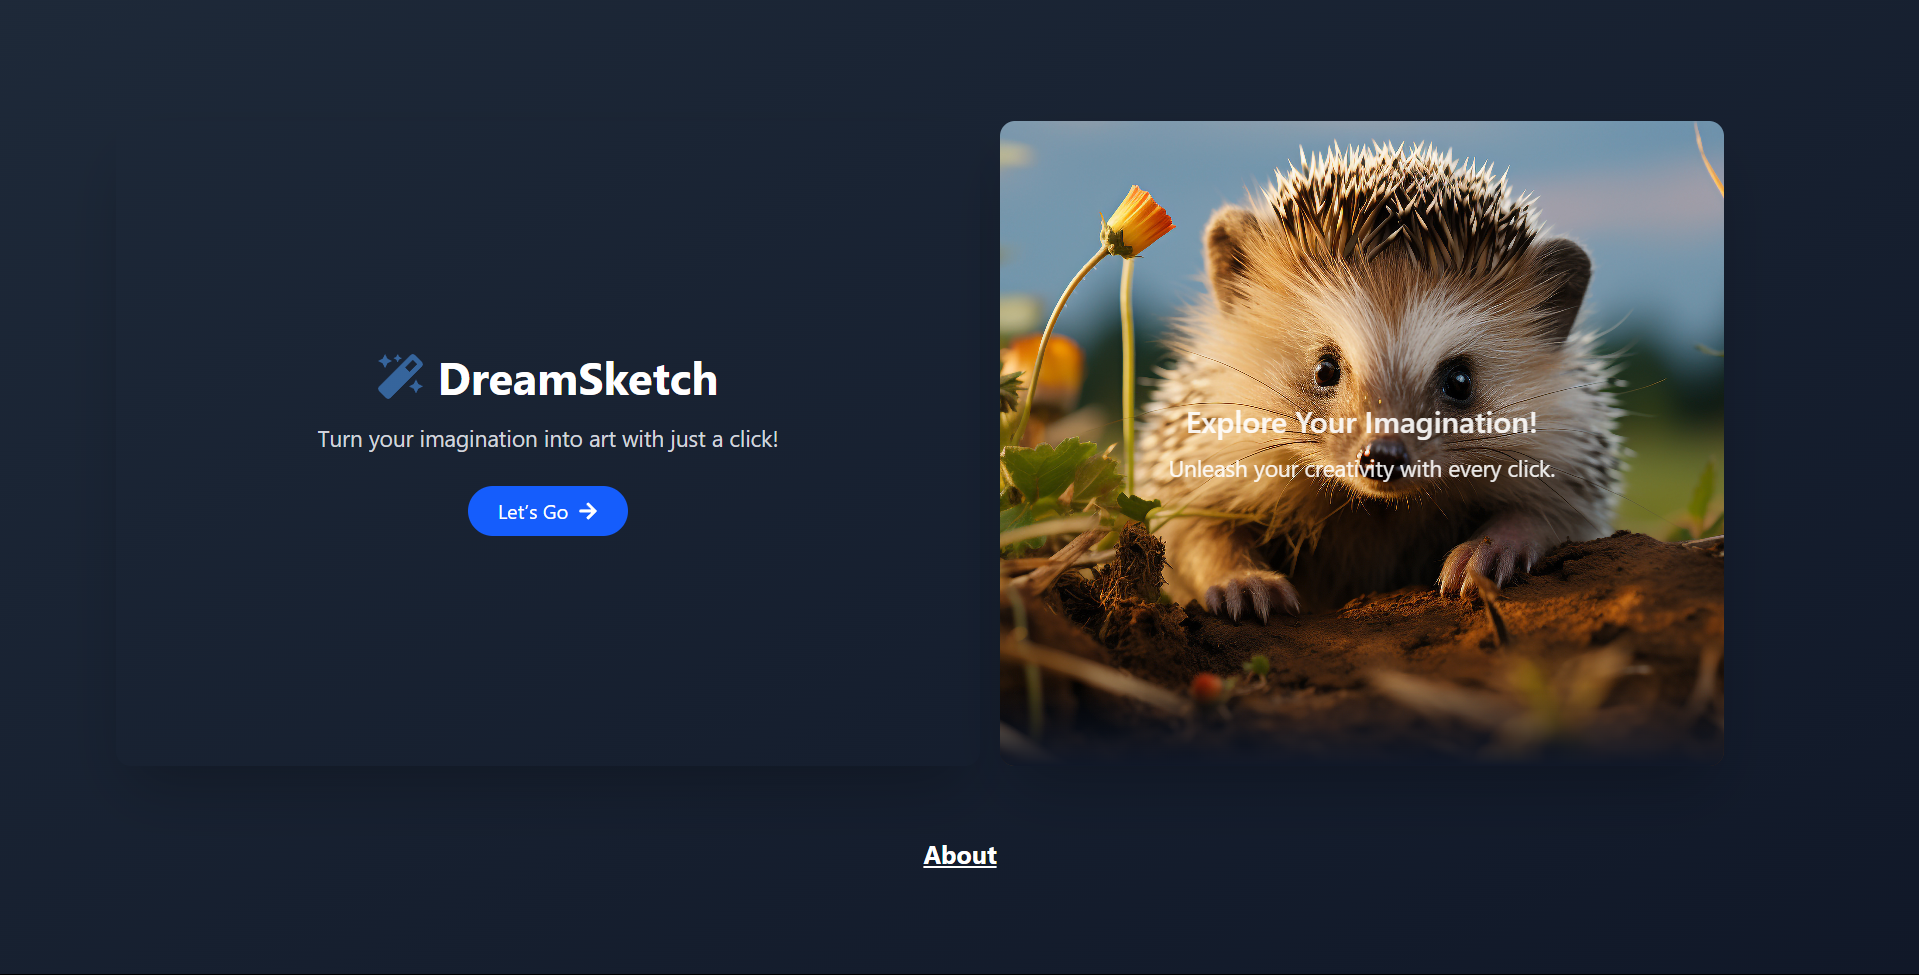 DreamSketch
Turn your imagination into art with just a click!
Let’s Go
Explore Your Imagination!
Unleash your creativity with every click.
About